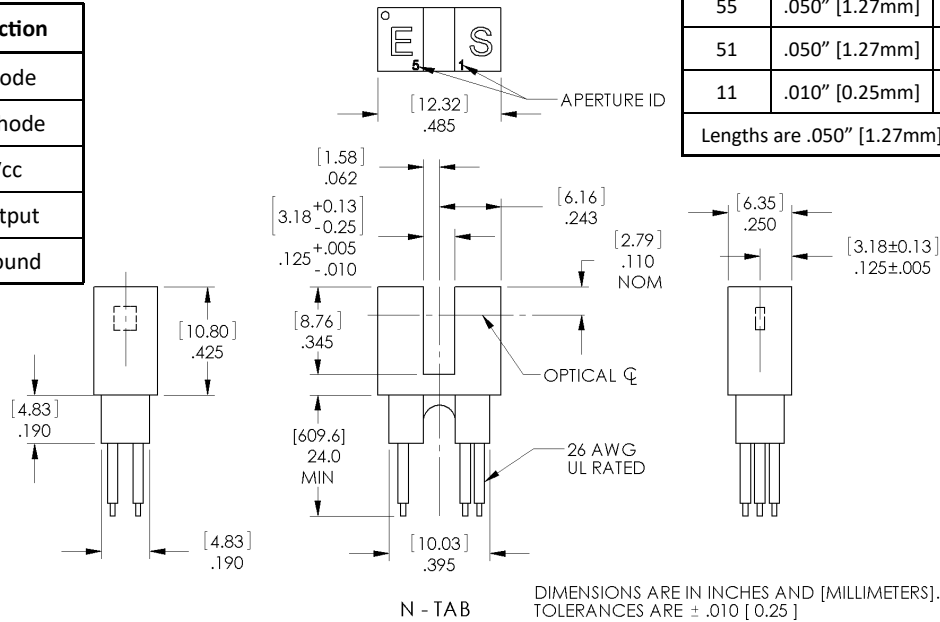 ction
ode
node
cc
tput
ound
55 .050” [1.27mm]
51 .050” [1.27mm]
11 .010” [0.25mm]
Lengths are .050” [1.27mm]
E S
5 1
APERTURE ID
[12.32]
.485
[1.58]
.062
[3.18 +0.13 -0.25]
.125 +.005 -.010
[6.16]
.243
[2.79]
.110
NOM
[6.35]
.250
[3.18±0.13]
.125±.005
[10.80]
.425
[8.76]
.345
OPTICAL ℄
[4.83]
.190
[609.6]
24.0
MIN
26 AWG
UL RATED
[4.83]
.190
[10.03]
.395
N - TAB
DIMENSIONS ARE IN INCHES AND [MILLIMETERS].
TOLERANCES ARE ± .010 [ 0.25 ]